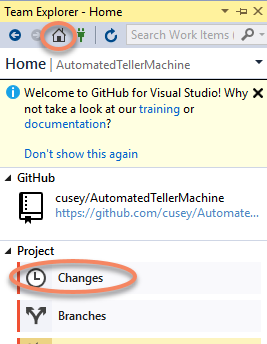 Team Explorer - Home
Search Work Items (
Home | AutomatedTellerMachine
Welcome to GitHub for Visual Studio! Why
not take a look at our training or
documentation?
Don't show this again
GitHub
cusey/AutomatedTellerMachine
https://github.com/cusey/Automate...
Project
Changes
Branches